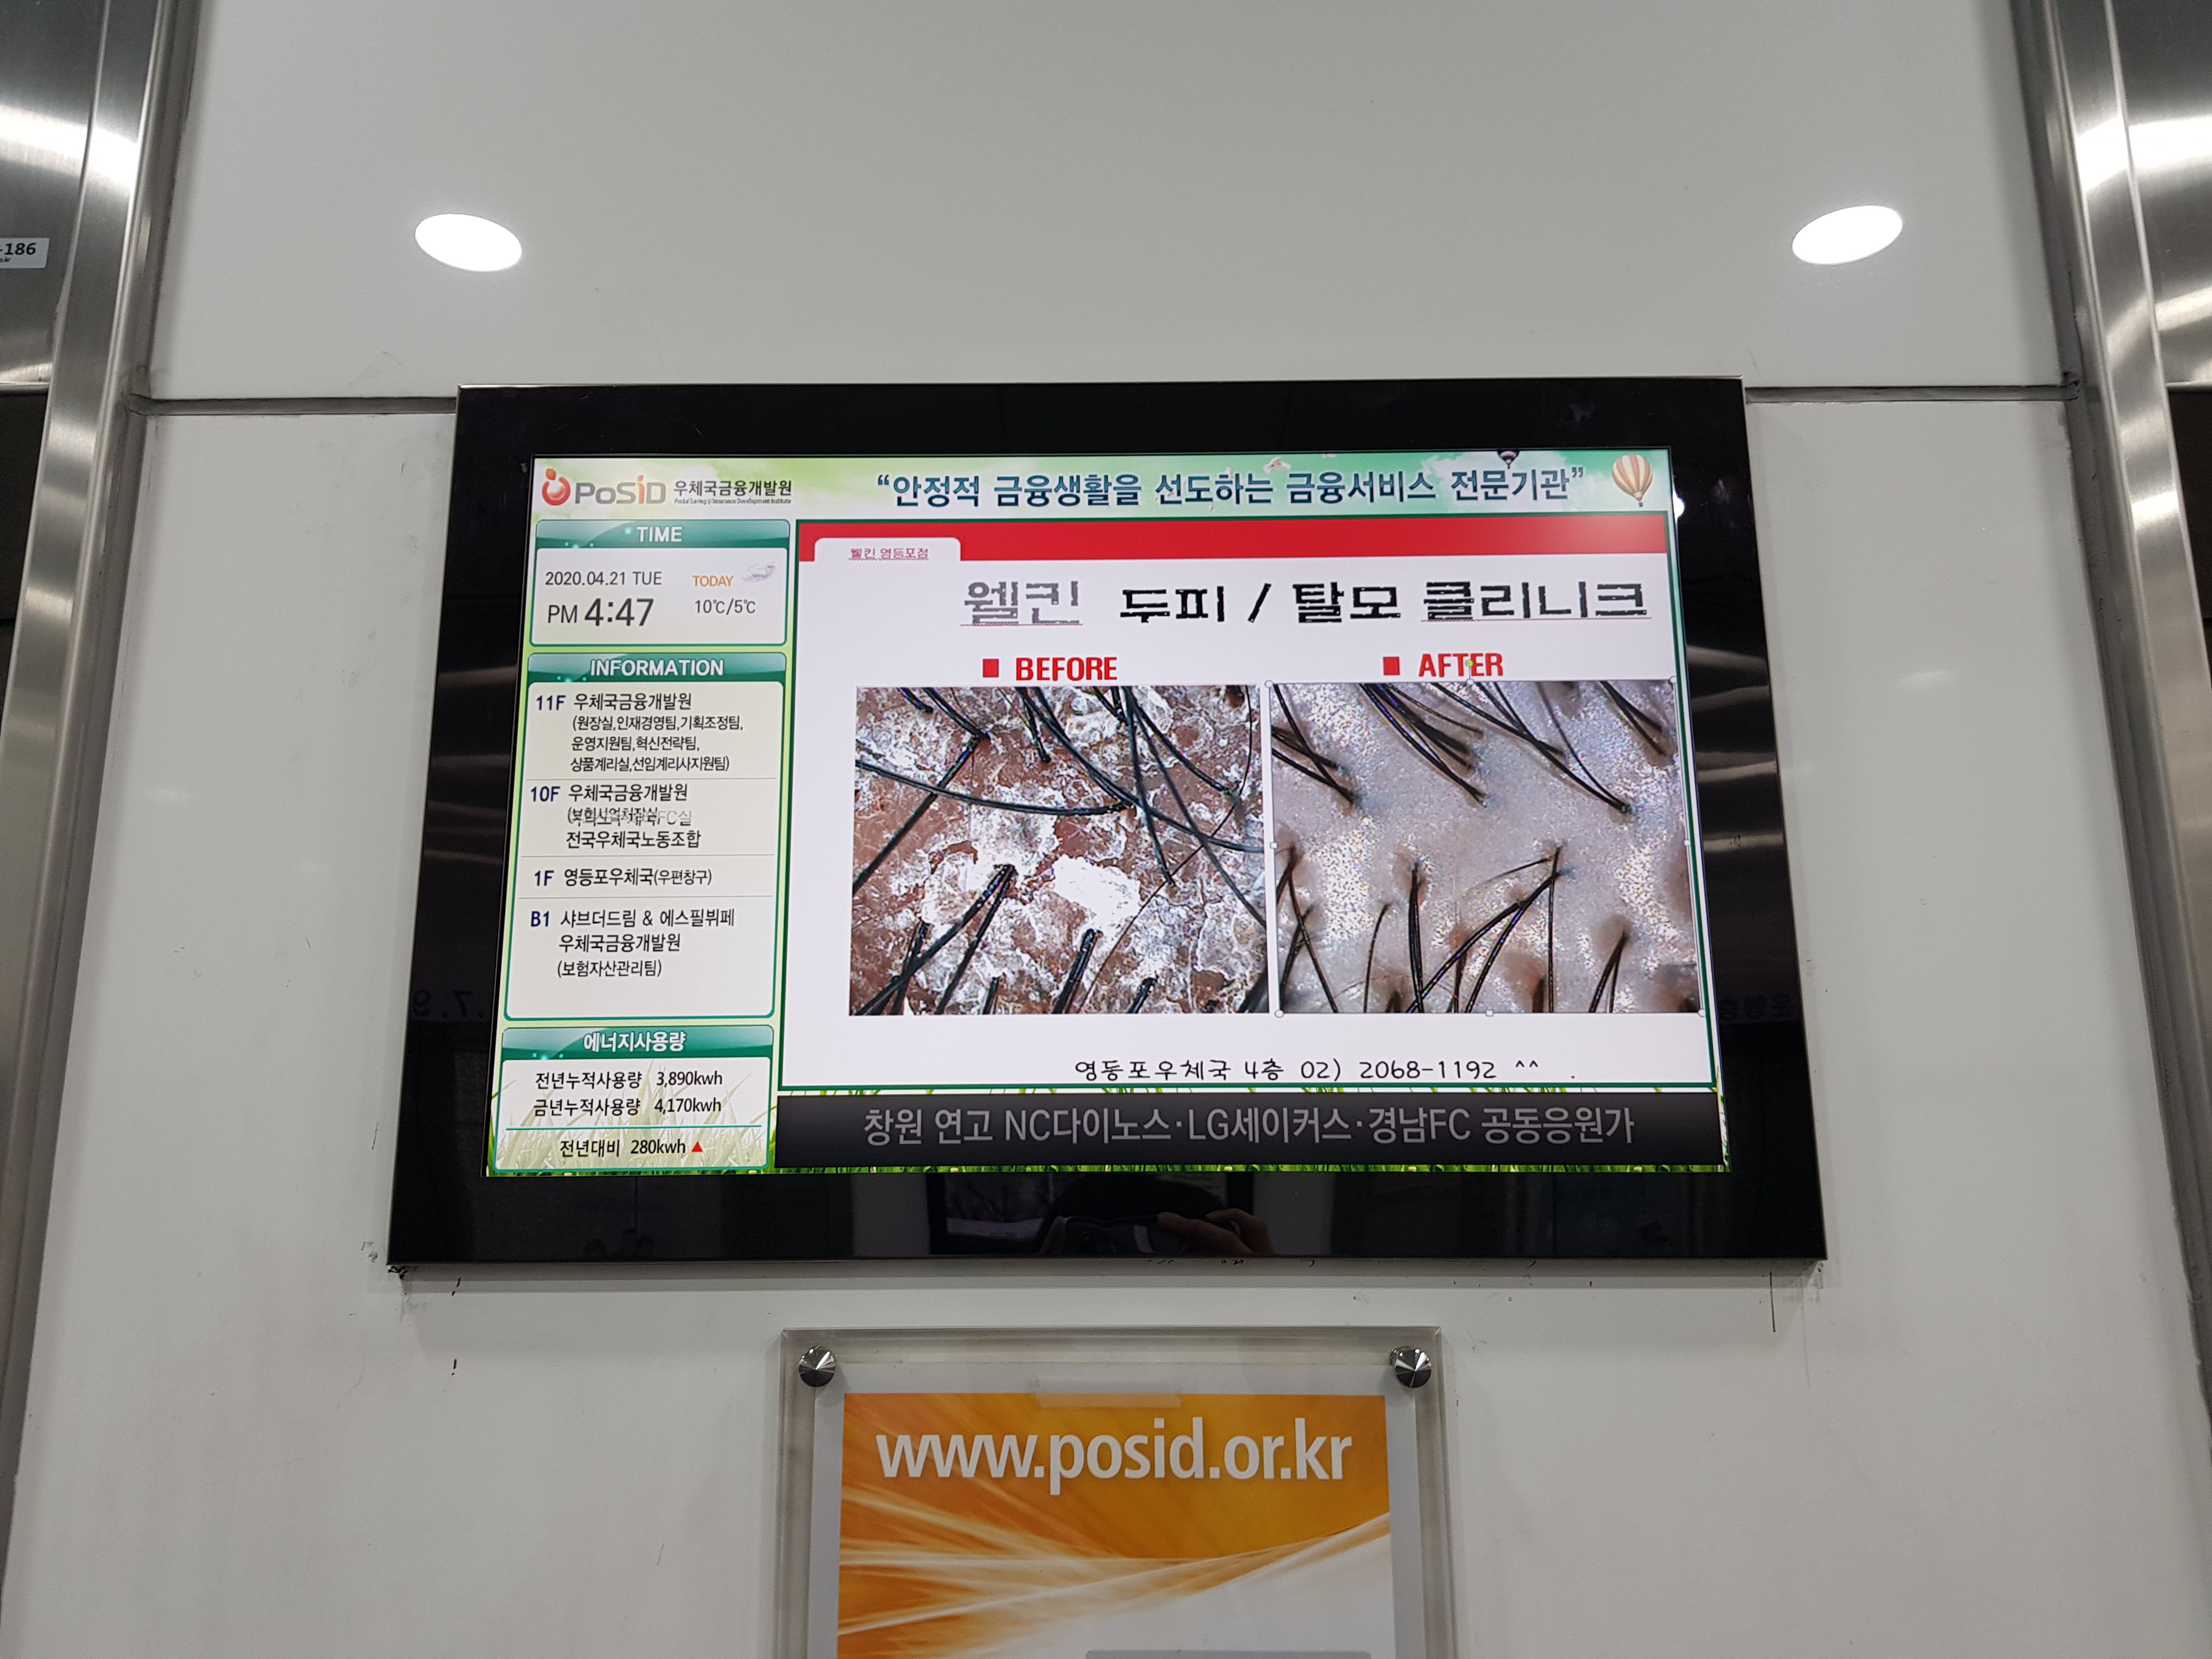 -186
PoSID 우체국금융개발원
Postal Saving & Insurance Development Institute
“안정적 금융생활을 선도하는 금융서비스 전문기관”
TIME
2020.04.21 TUE
TODAY
PM 4:47
10℃/5℃
INFORMATION
11F 우체국금융개발원
(원장실,인재경영팀,기획조정팀,
운영지원팀,혁신전략팀,
상품계리실,선임계리사지원팀)
10F 우체국금융개발원
전국우체국노동조합
1F 영등포우체국(우편창구)
B1 샤브더드림 & 에스필뷔페
우체국금융개발원
(보험자산관리팀)
에너지사용량
전년누적사용량 3,890kwh
금년누적사용량 4,170kwh
전년대비 280kwh ▲
웰킨 영등포점
웰킨 두피 / 탈모 클리니크
■ BEFORE
■ AFTER
영등포우체국 4층 02) 2068-1192 ^^ .
창원 연고 NC다이노스·LG세이커스·경남FC 공동응원가
www.posid.or.kr